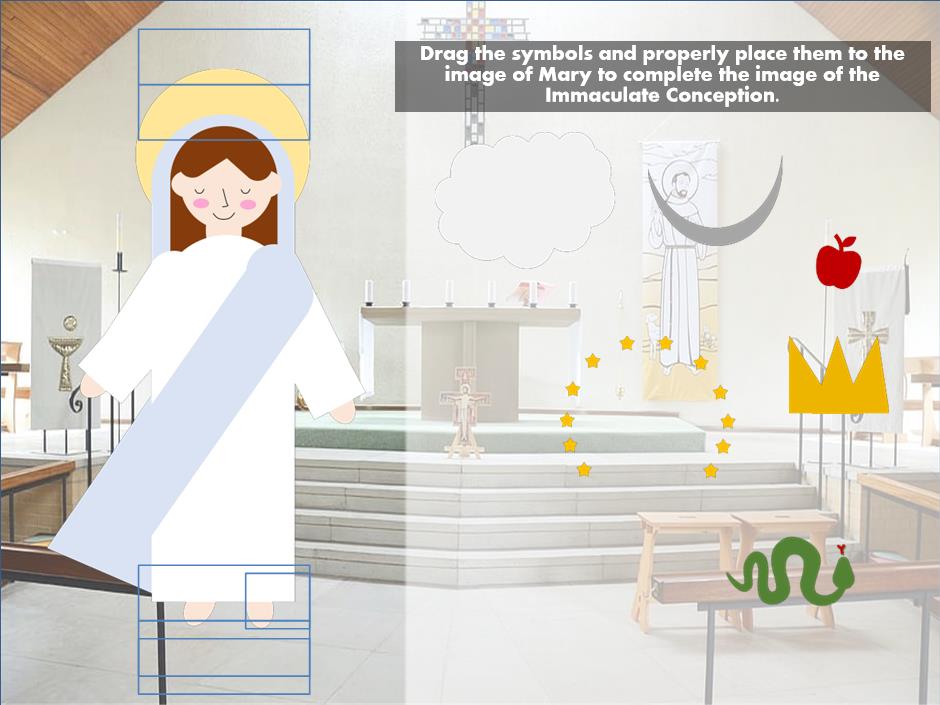 Drag the symbols and properly place them to the
image of Mary to complete the image of the
Immaculate Conception.